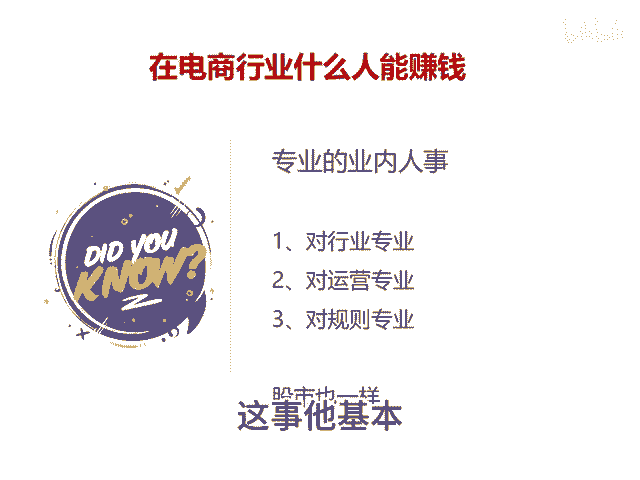 在电商行业什么人能赚钱
专业的业内人事
DID YOU
KNOW?
1、对行业专业
2、对运营专业
3、对规则专业
股市也一样
这事他基本